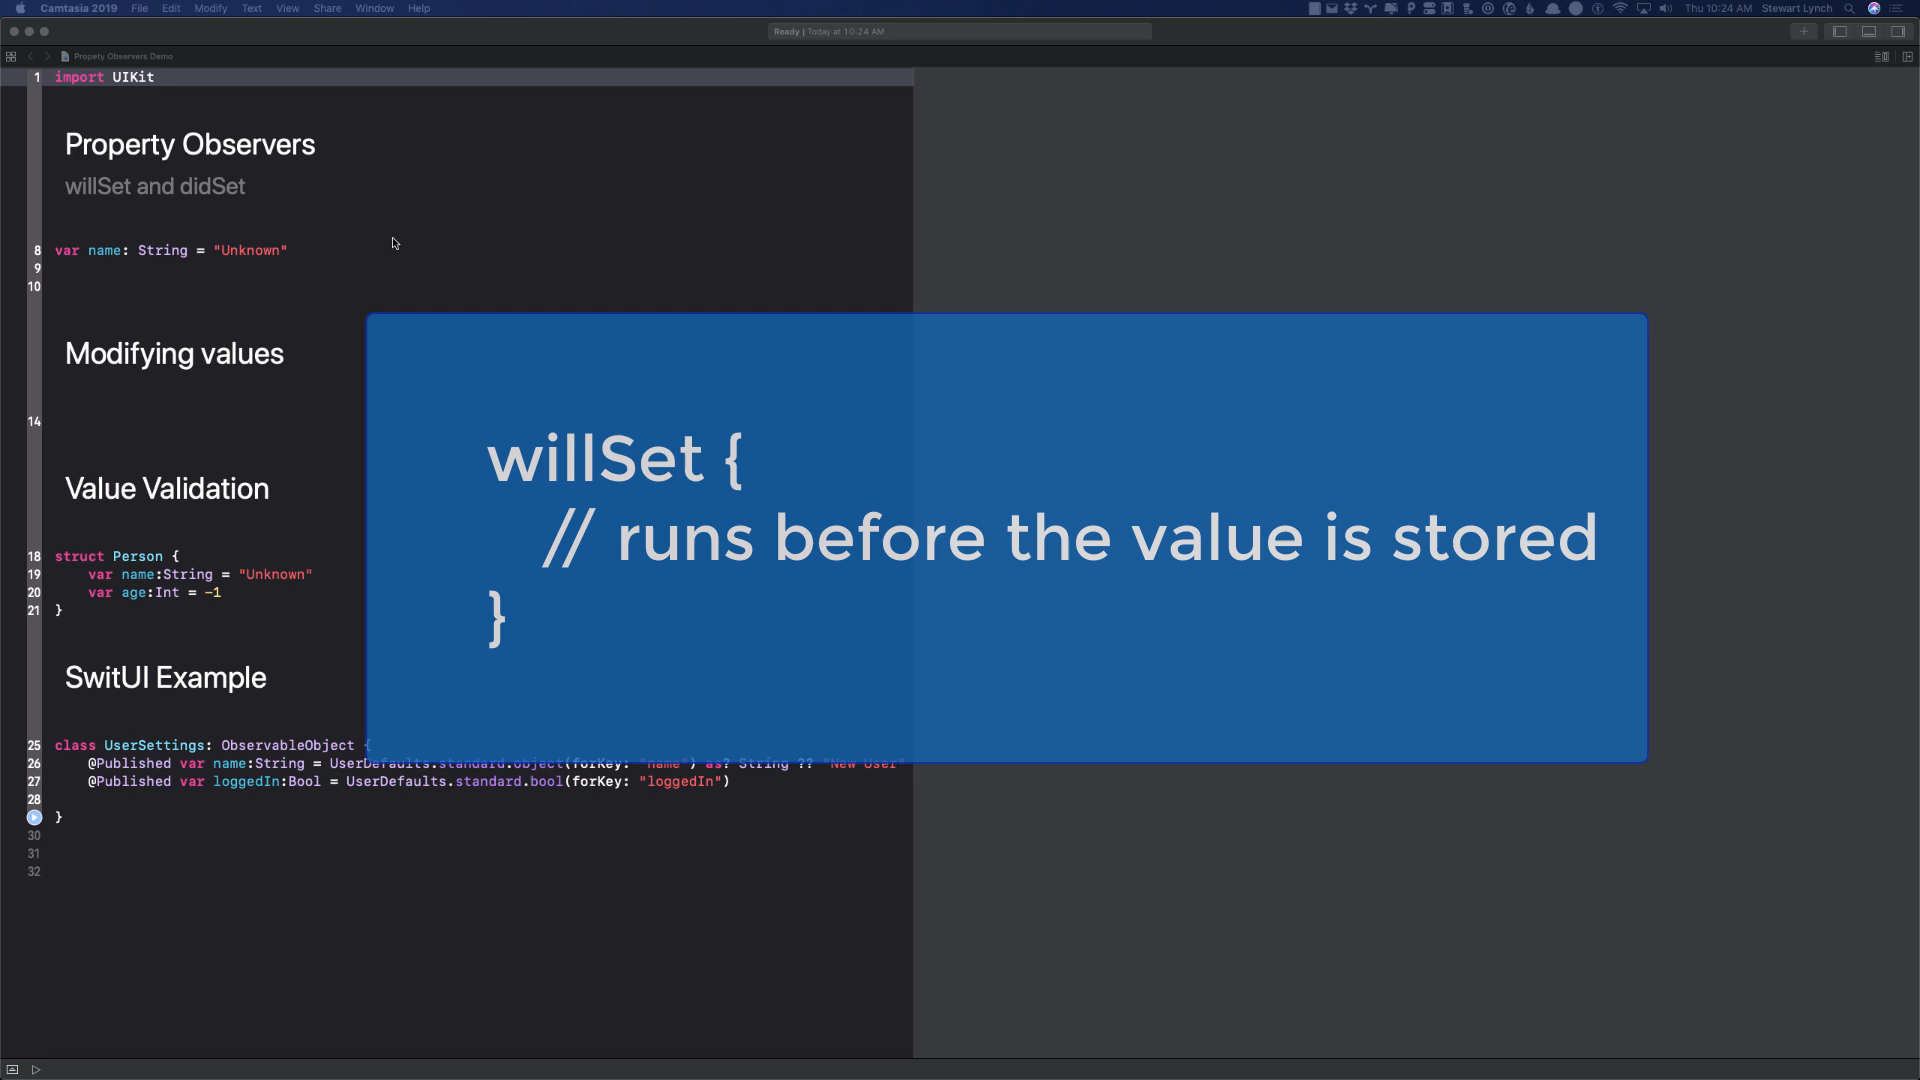 Camtasia 2019 File Edit Modify Text View Share Window Help Thu 10:24 AM Stewart Lynch
Ready | Today at 10:24 AM
Propety Observers Demo
1 import UIKit
Property Observers
willSet and didSet
8 var name: String = "Unknown"
9
10
Modifying values
14
Value Validation
18 struct Person {
19 var name:String = "Unknown"
20 var age:Int = -1
21 }
SwitUI Example
25 class UserSettings: ObservableObject {
26 @Published var name:String = UserDefaults.standard.object(forKey: "name") as? String ?? "New User"
27 @Published var loggedIn:Bool = UserDefaults.standard.bool(forKey: "loggedIn")
28
}
30
31
32
willSet {
// runs before the value is stored
}